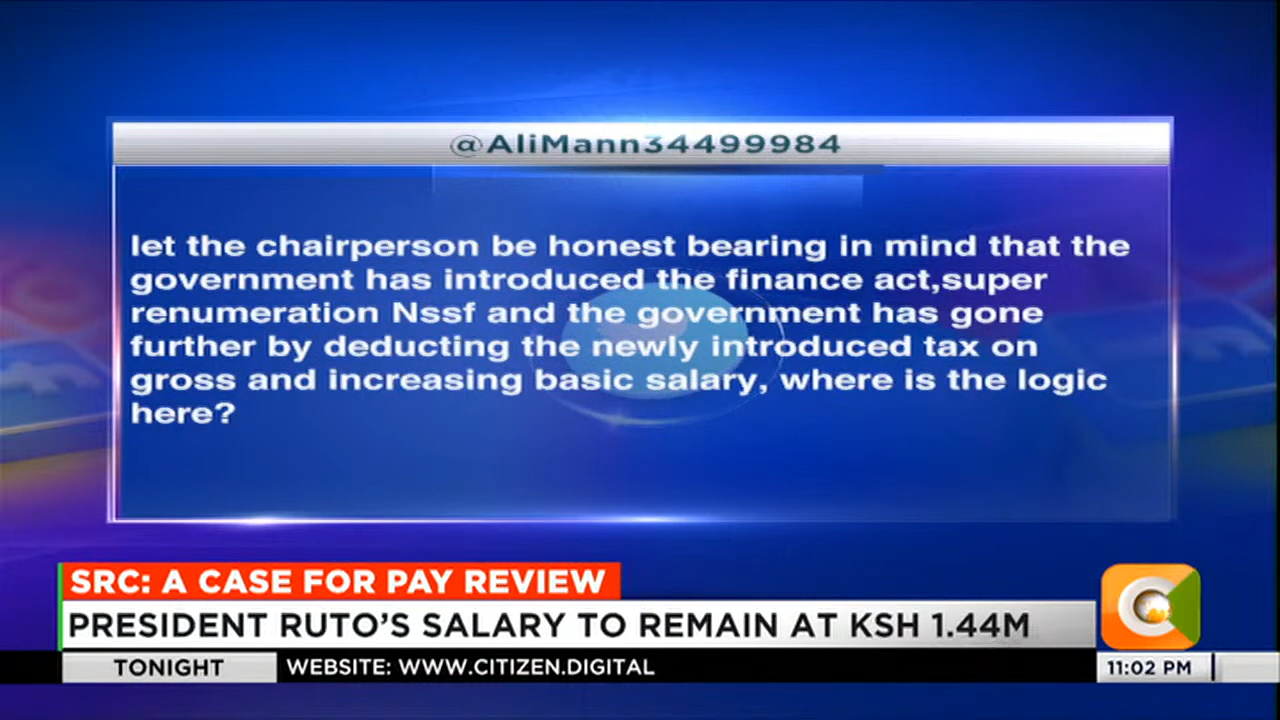 @AliMann34499984
let the chairperson be honest bearing in mind that the
government has introduced the finance act,super
renumeration Nssf and the government has gone
further by deducting the newly introduced tax on
gross and increasing basic salary, where is the logic
here?
SRC: A CASE FOR PAY REVIEW
PRESIDENT RUTO'S SALARY TO REMAIN AT KSH 1.44M
TONIGHT WEBSITE: WWW.CITIZEN.DIGITAL 11:02 PM